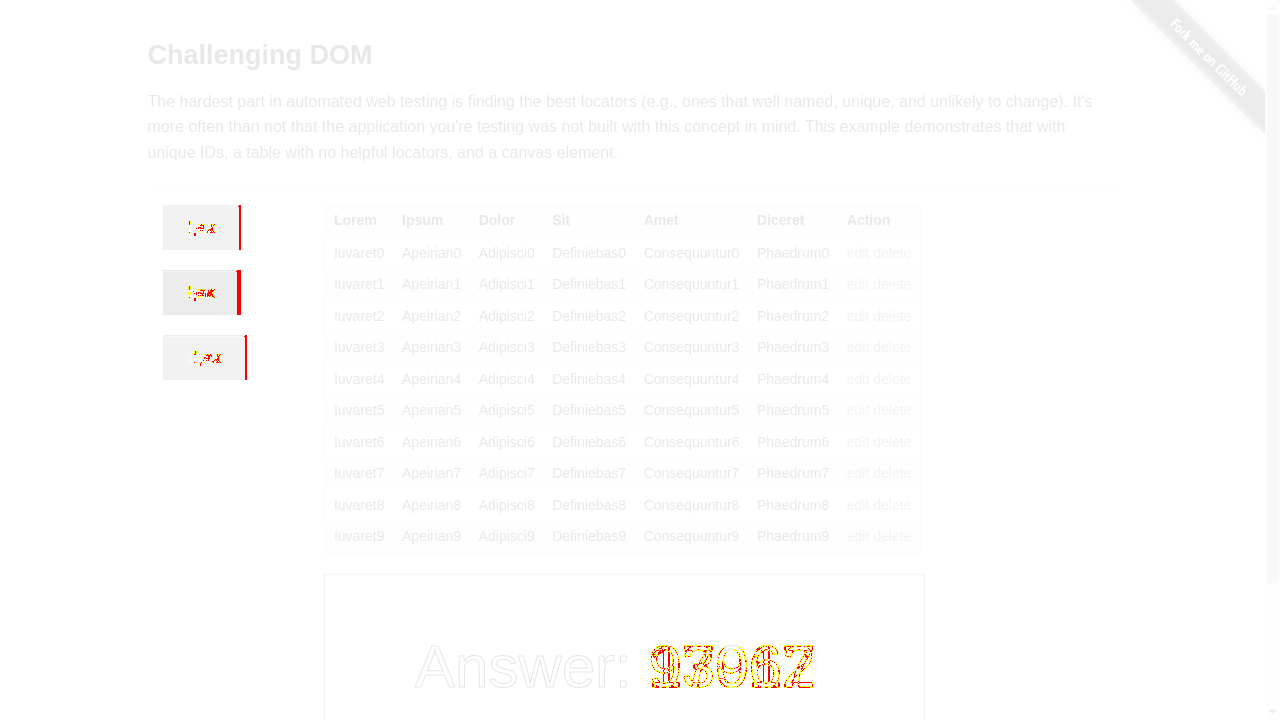 Fork me on GitHub
Challenging DOM
The hardest part in automated web testing is finding the best locators (e.g., ones that well named, unique, and unlikely to change). It's
more often than not that the application you're testing was not built with this concept in mind. This example demonstrates that with
unique IDs, a table with no helpful locators, and a canvas element.
Lorem Ipsum Dolor Sit Amet Diceret Action
Iuvaret0 Apeirian0 Adipisci0 Definiebas0 Consequuntur0 Phaedrum0 edit delete
Iuvaret1 Apeirian1 Adipisci1 Definiebas1 Consequuntur1 Phaedrum1 edit delete
Iuvaret2 Apeirian2 Adipisci2 Definiebas2 Consequuntur2 Phaedrum2 edit delete
Iuvaret3 Apeirian3 Adipisci3 Definiebas3 Consequuntur3 Phaedrum3 edit delete
Iuvaret4 Apeirian4 Adipisci4 Definiebas4 Consequuntur4 Phaedrum4 edit delete
Iuvaret5 Apeirian5 Adipisci5 Definiebas5 Consequuntur5 Phaedrum5 edit delete
Iuvaret6 Apeirian6 Adipisci6 Definiebas6 Consequuntur6 Phaedrum6 edit delete
Iuvaret7 Apeirian7 Adipisci7 Definiebas7 Consequuntur7 Phaedrum7 edit delete
Iuvaret8 Apeirian8 Adipisci8 Definiebas8 Consequuntur8 Phaedrum8 edit delete
Iuvaret9 Apeirian9 Adipisci9 Definiebas9 Consequuntur9 Phaedrum9 edit delete
Answer: